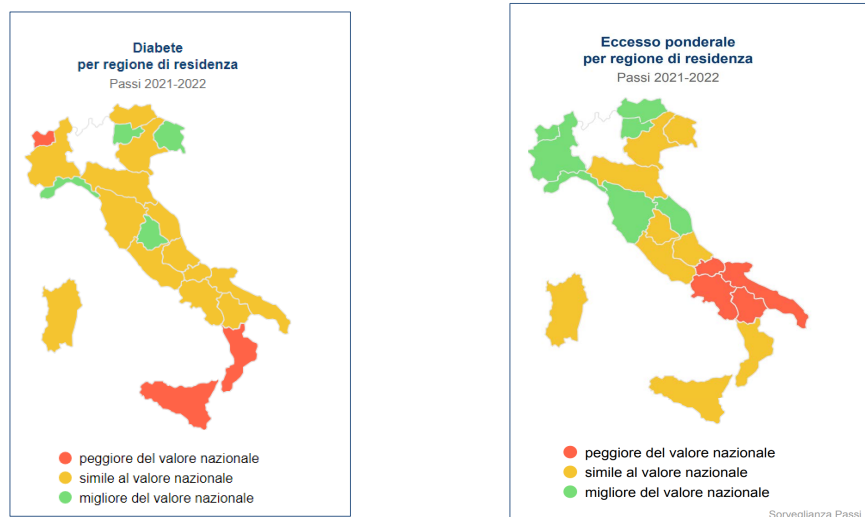 Diabete
per regione di residenza
Passi 2021-2022
peggiore del valore nazionale
simile al valore nazionale
migliore del valore nazionale
Eccesso ponderale
per regione di residenza
Passi 2021-2022
peggiore del valore nazionale
simile al valore nazionale
migliore del valore nazionale
Sorveglianza Passi